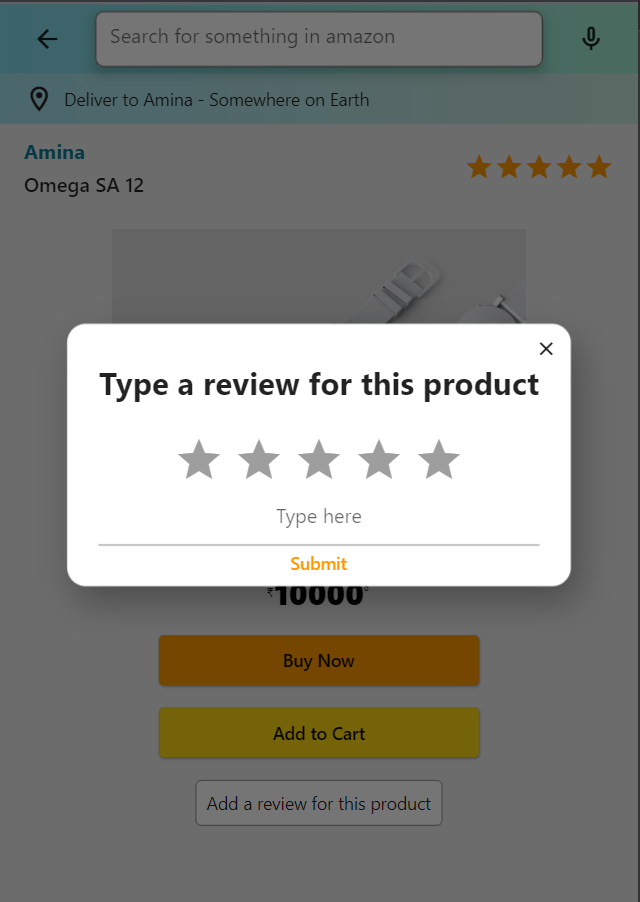 Search for something in amazon
Deliver to Amina - Somewhere on Earth
Amina
Omega SA 12
Type a review for this product
Type here
Submit
₹10000°
Buy Now
Add to Cart
Add a review for this product